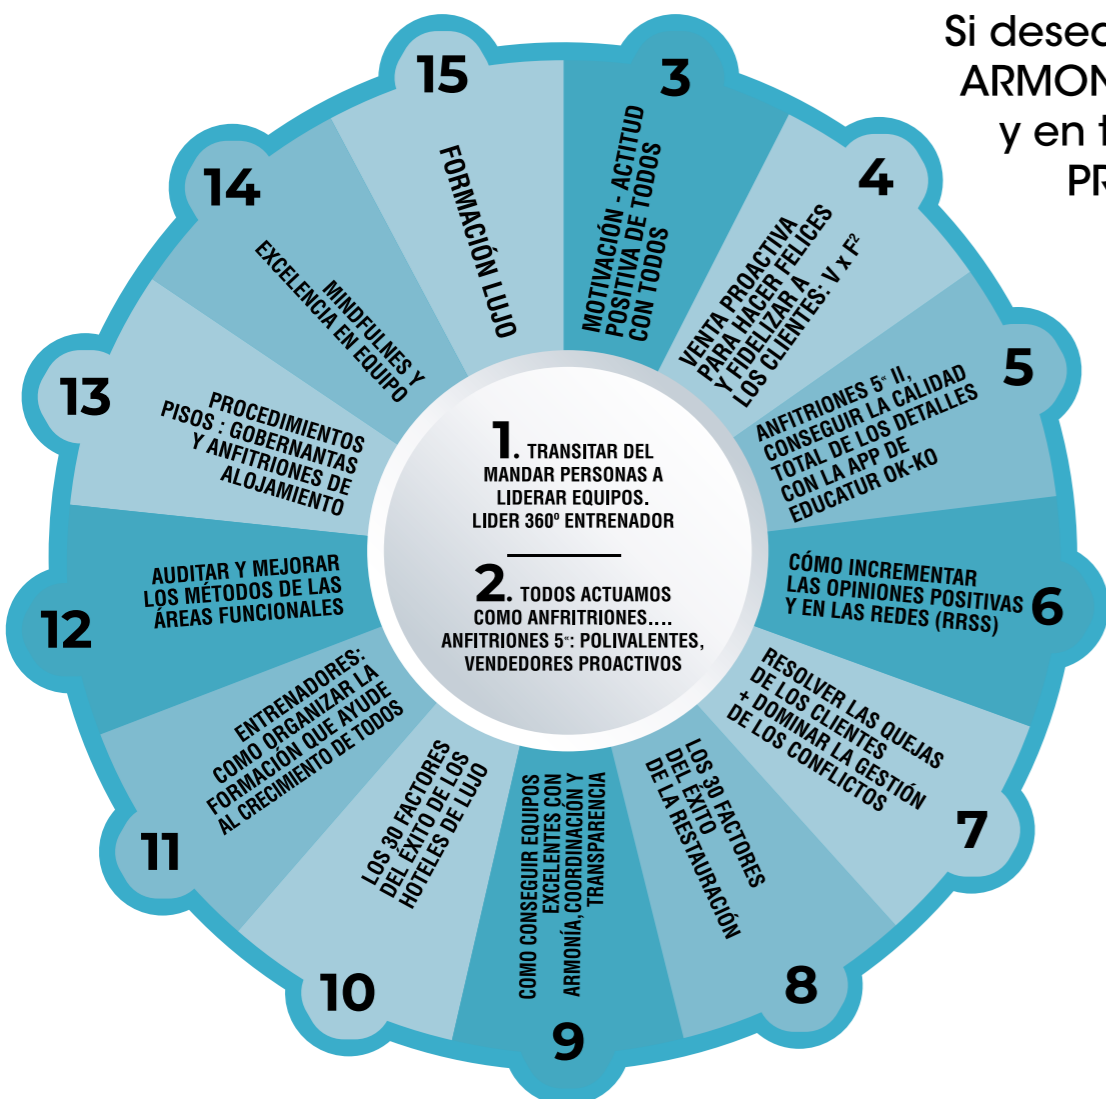 Si desea
ARMON
y en t
PR
1. TRANSITAR DEL
MANDAR PERSONAS A
LIDERAR EQUIPOS.
LIDER 360º ENTRENADOR
2. TODOS ACTUAMOS
COMO ANFRITRIONES....
ANFITRIONES 5*: POLIVALENTES,
VENDEDORES PROACTIVOS
3
MOTIVACIÓN - ACTITUD
POSITIVA DE TODOS
CON TODOS
4
VENTA PROACTIVA
PARA HACER FELICES
Y FIDELIZAR A
LOS CLIENTES: V x F²
5
ANFITRIONES 5* II,
CONSEGUIR LA CALIDAD
TOTAL DE LOS DETALLES
CON LA APP DE
EDUCATUR OK-KO
6
CÓMO INCREMENTAR
LAS OPINIONES POSITIVAS
Y EN LAS REDES (RRSS)
7
RESOLVER LAS QUEJAS
DE LOS CLIENTES
+ DOMINAR LA GESTIÓN
DE LOS CONFLICTOS
8
LOS 30 FACTORES
DEL ÉXITO
DE LA RESTAURACIÓN
9
COMO CONSEGUIR EQUIPOS
EXCELENTES CON
ARMONÍA,COORDINACIÓN Y
TRANSPARENCIA
10
LOS 30 FACTORES
DEL ÉXITO DE LOS
HOTELES DE LUJO
11
ENTRENADORES:
COMO ORGANIZAR LA
FORMACIÓN QUE AYUDE
AL CRECIMIENTO DE TODOS
12
AUDITAR Y MEJORAR
LOS MÉTODOS DE LAS
ÁREAS FUNCIONALES
13
PROCEDIMIENTOS
PISOS : GOBERNANTAS
Y ANFITRIONES DE
ALOJAMIENTO
14
MINDFULNES Y
EXCELENCIA EN EQUIPO
15
FORMACIÓN LUJO